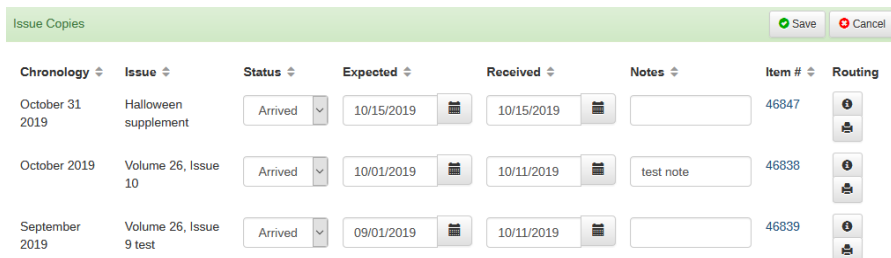 Issue Copies Save Cancel
Chronology Issue Status Expected Received Notes Item # Routing
October 31 Halloween Arrived 10/15/2019 10/15/2019 46847
2019 supplement
October 2019 Volume 26, Issue Arrived 10/01/2019 10/11/2019 test note 46838
10
September Volume 26, Issue Arrived 09/01/2019 10/11/2019 46839
2019 9 test